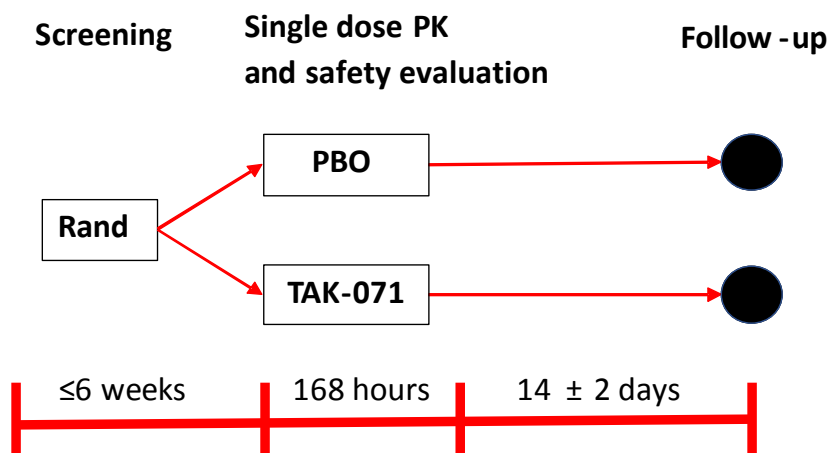 Screening
Single dose PK
and safety evaluation
Follow -up
PBO
Rand
TAK-071
≤6 weeks
168 hours
14 ± 2 days